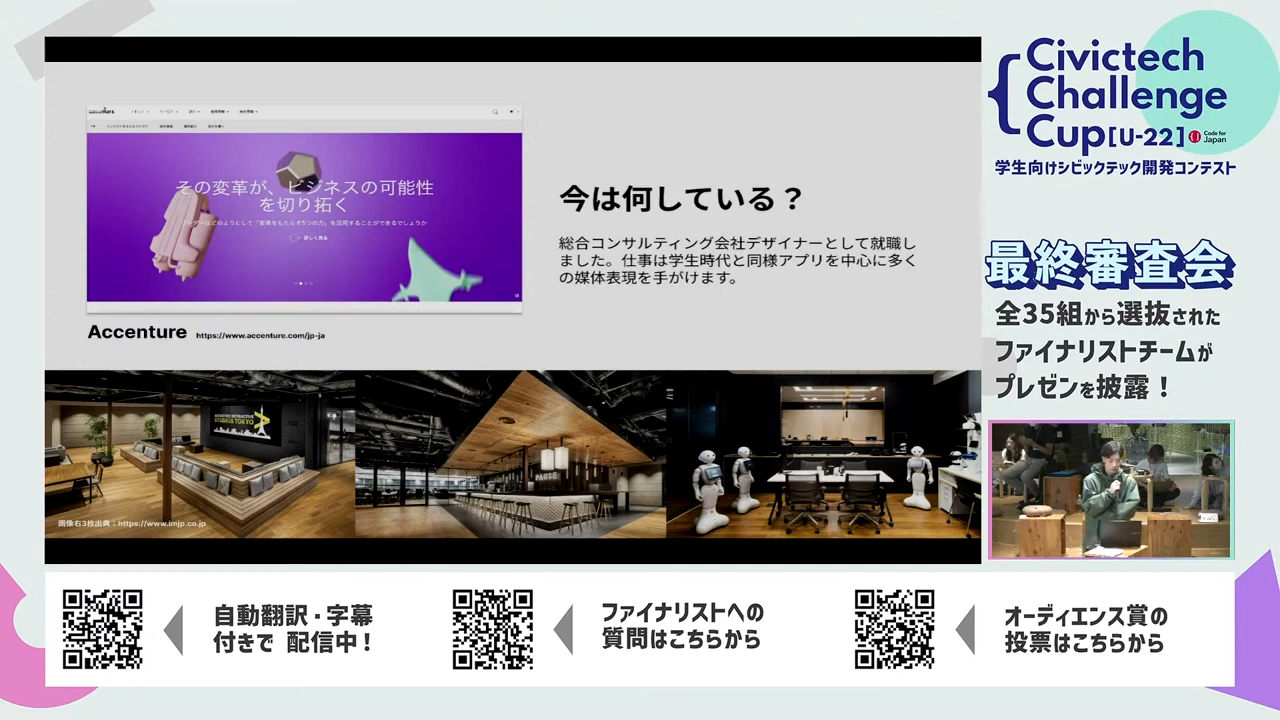 その変革が、ビジネスの可能性
を切り拓く
詳しく見る
Accenture https://www.accenture.com/jp-ja
今は何している？
総合コンサルティング会社デザイナーとして就職し
ました。仕事は学生時代と同様アプリを中心に多く
の媒体表現を手がけます。
ACCENTURE INTERACTIVE
STUDIOS TOKYO
画像右3枚出典：https://www.imjp.co.jp
Civictech
Challenge
Cup[U-22]
Code for
Japan
学生向けシビックテック開発コンテスト
最終審査会
全35組から選抜された
ファイナリストチームが
プレゼンを披露！
自動翻訳・字幕
付きで 配信中！
ファイナリストへの
質問はこちらから
オーディエンス賞の
投票はこちらから